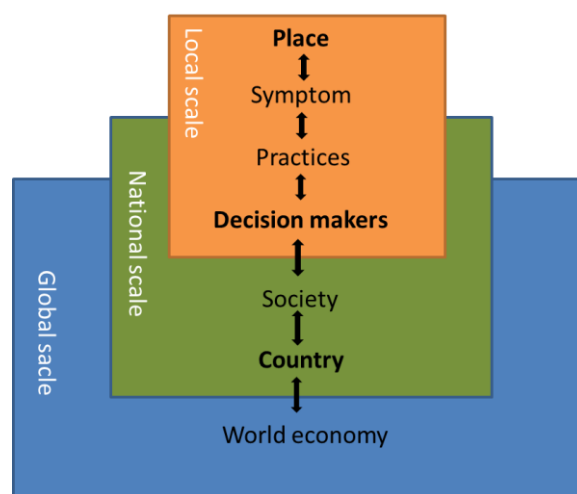 Place
Symptom
Practices
Decision makers
Society
Country
World economy
Local scale
National scale
Global sacle